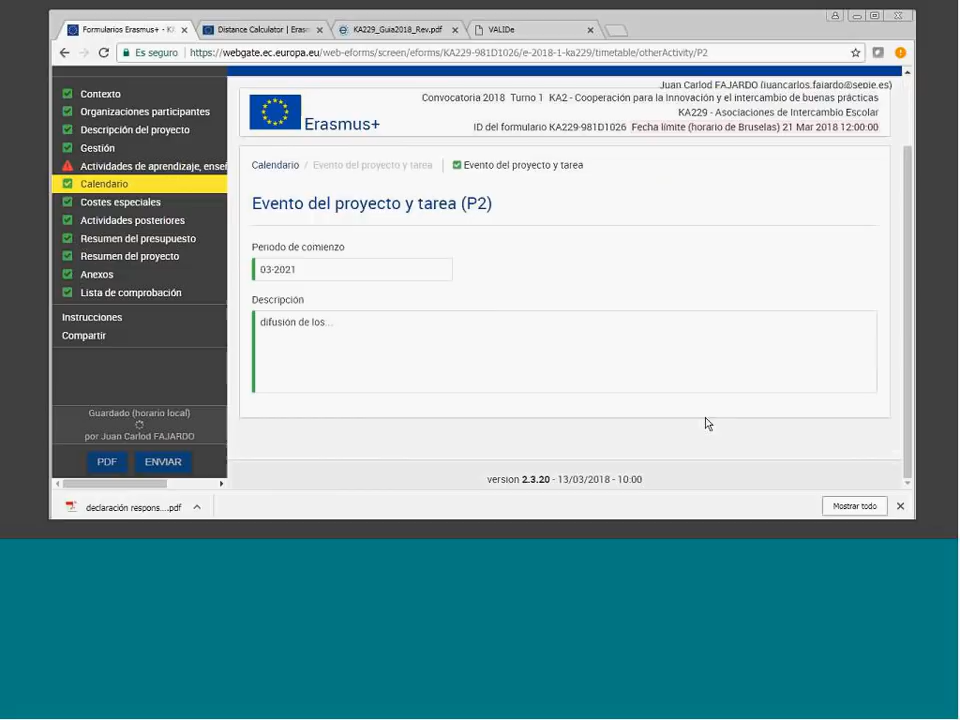 Formularios Erasmus+ - KA
Distance Calculator | Erasm
KA229_Guia2018_Rev.pdf
VALIDe
Es seguro
https://webgate.ec.europa.eu/web-eforms/screen/eforms/KA229-981D1026/e-2018-1-ka229/timetable/otherActivity/P2
Contexto
Organizaciones participantes
Descripción del proyecto
Gestión
Actividades de aprendizaje, enseñ
Calendario
Costes especiales
Actividades posteriores
Resumen del presupuesto
Resumen del proyecto
Anexos
Lista de comprobación
Instrucciones
Compartir
Guardado (horario local)
por Juan Carlod FAJARDO
PDF
ENVIAR
Juan Carlod FAJARDO (juancarlos.fajardo@sepie.es)
Erasmus+
Convocatoria 2018 Turno 1 KA2 - Cooperación para la innovación y el intercambio de buenas prácticas
KA229 - Asociaciones de Intercambio Escolar
ID del formulario KA229-981D1026 Fecha límite (horario de Bruselas) 21 Mar 2018 12:00:00
Calendario / Evento del proyecto y tarea | Evento del proyecto y tarea
Evento del proyecto y tarea (P2)
Periodo de comienzo
03-2021
Descripción
difusión de los...
version 2.3.20 - 13/03/2018 - 10:00
declaración respons....pdf
Mostrar todo